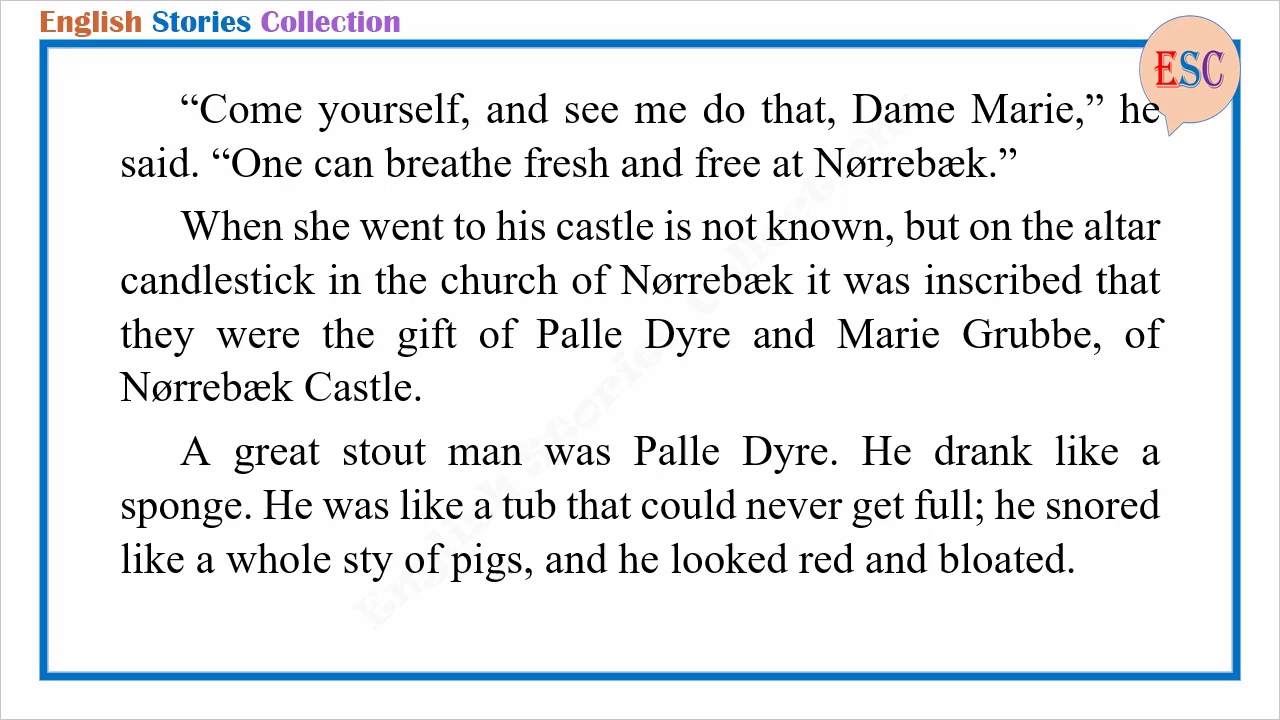 English Stories Collection
ESC
“Come yourself, and see me do that, Dame Marie,” he
said. “One can breathe fresh and free at Nørrebæk.”
When she went to his castle is not known, but on the altar
candlestick in the church of Nørrebæk it was inscribed that
they were the gift of Palle Dyre and Marie Grubbe, of
Nørrebæk Castle.
A great stout man was Palle Dyre. He drank like a
sponge. He was like a tub that could never get full; he snored
like a whole sty of pigs, and he looked red and bloated.
English Stories Collection